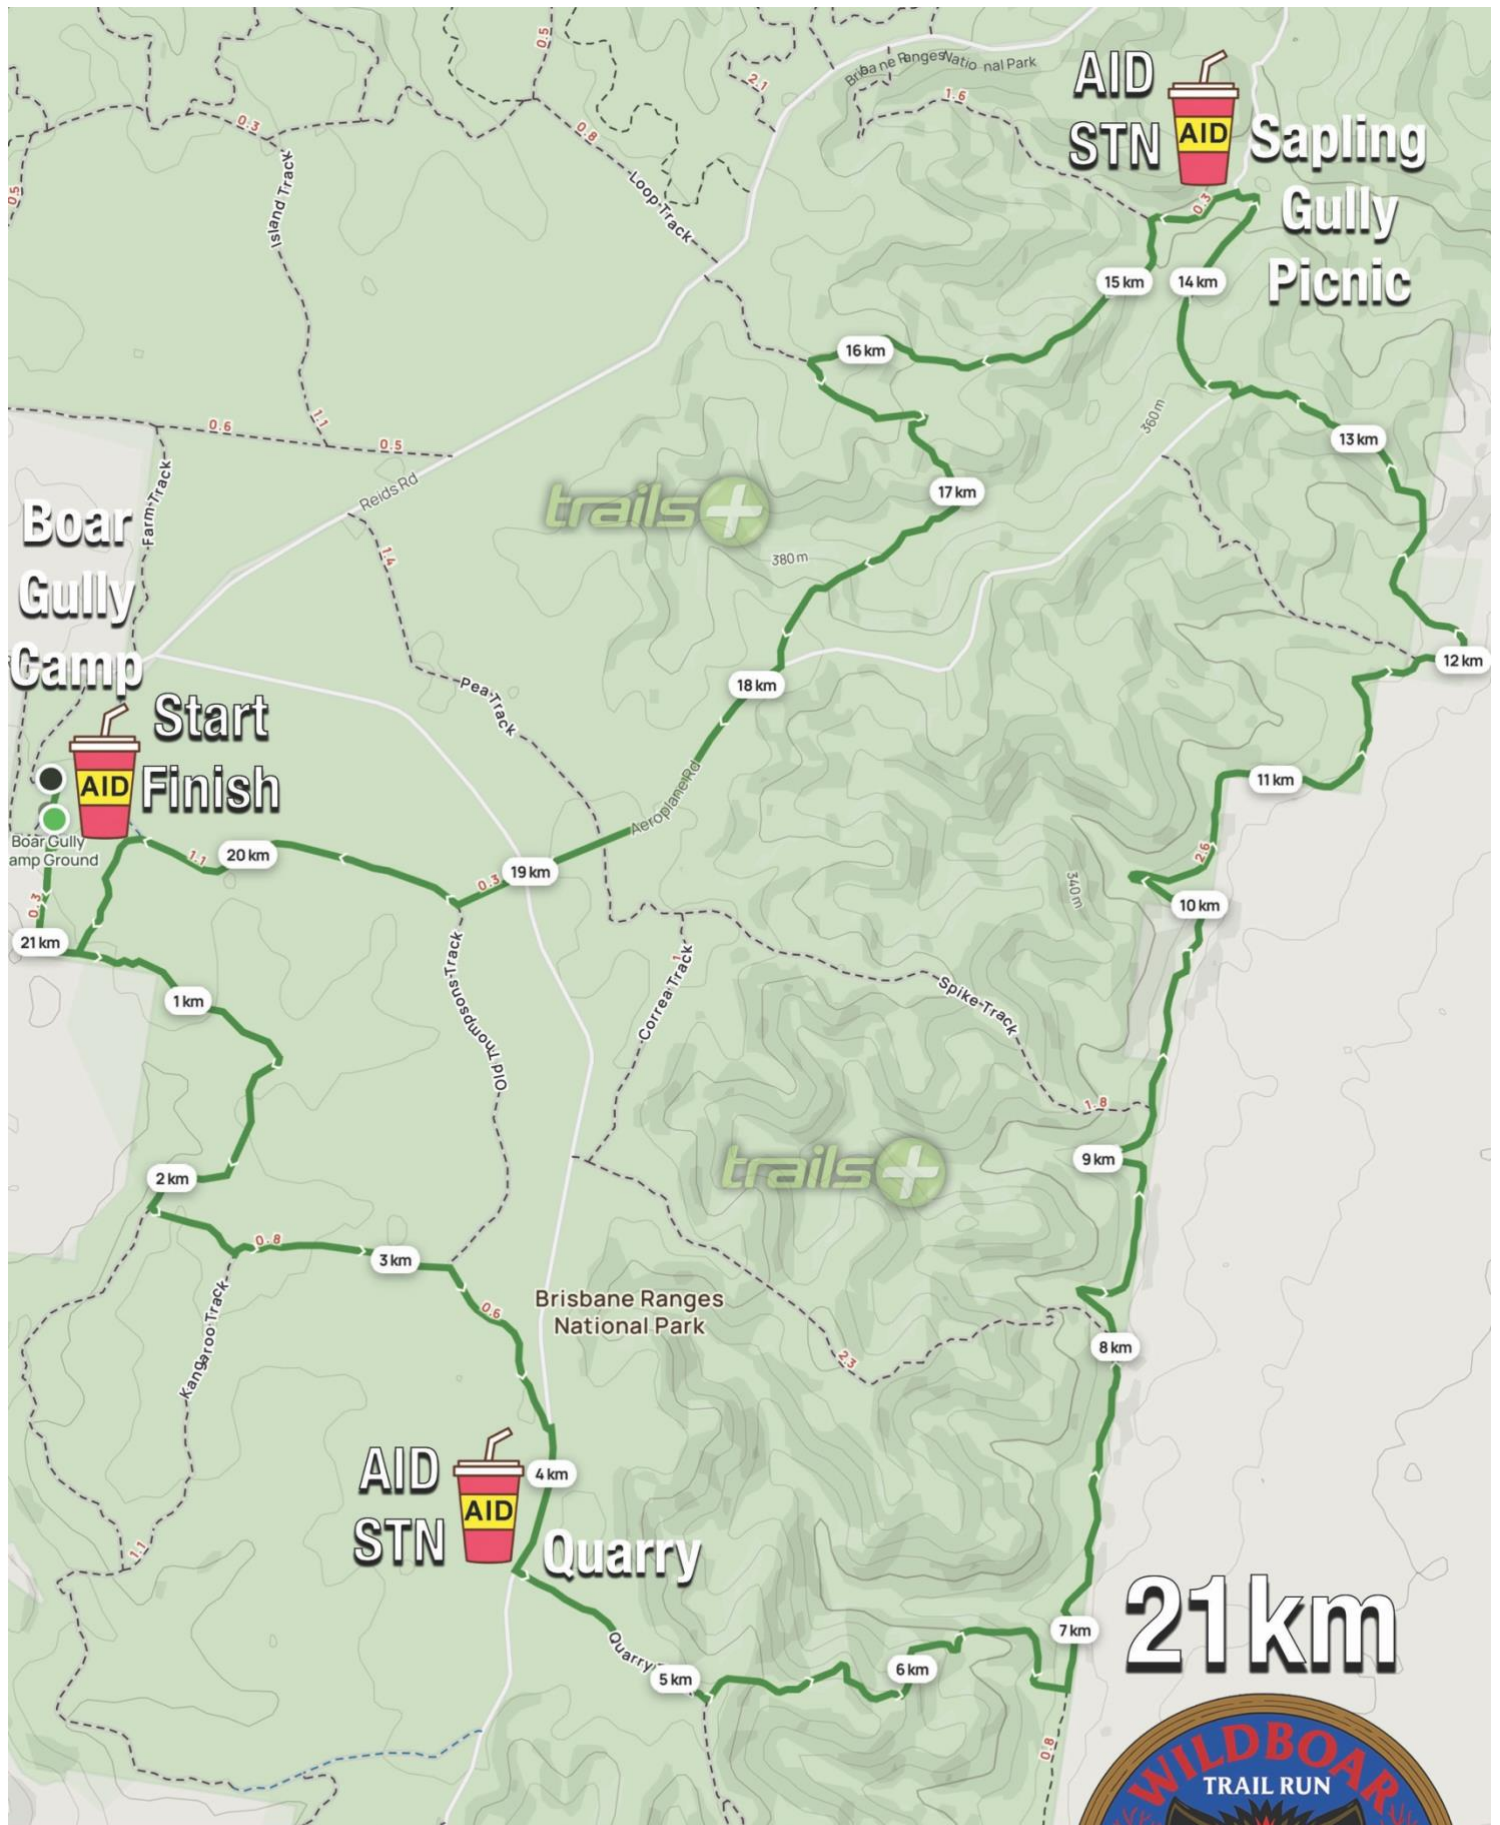 0.5
Brisbane Ranges National Park
2.1
1.6
AID
STN
AID
Sapling
Gully
Picnic
0.3
0.8
0.5
Island Track
Loop Track
0.3
15 km
14 km
16 km
360 m
1.1
0.6
0.5
13 km
Reids Rd
Farm Track
trails+
17 km
Boar
Gully
Camp
1.4
380 m
12 km
Pea Track
18 km
Start
Finish
AID
11 km
Aeroplane Rd
Boar Gully
amp Ground
1.1
20 km
0.3
19 km
2.6
340 m
10 km
0.3
21 km
Old Thompsons Track
1
Correa Track
Spike Track
1 km
1.8
9 km
trails+
2 km
0.8
3 km
Kangaroo Track
0.6
Brisbane Ranges
National Park
2.3
8 km
AID
STN
AID
4 km
Quarry
1.1
21km
7 km
Quarry
5 km
6 km
0.8
WILDBOAR
TRAIL RUN